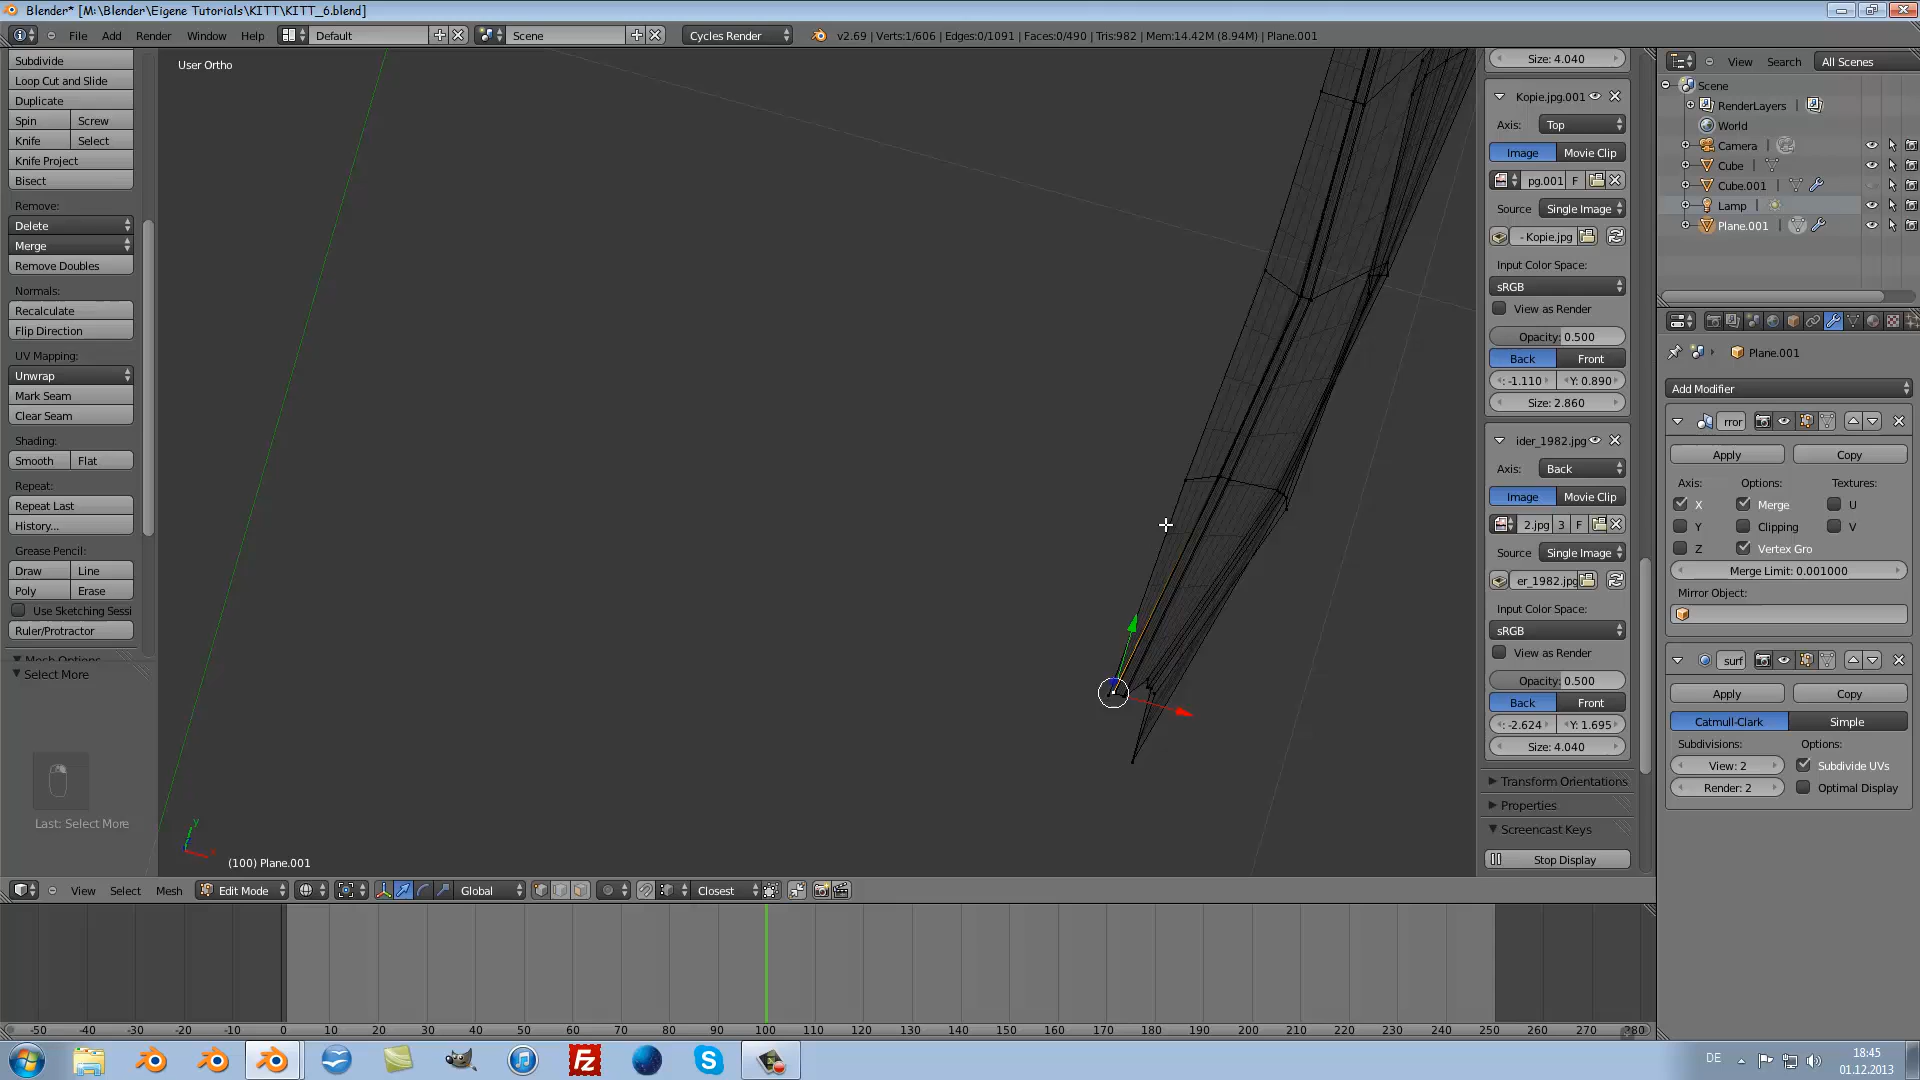 Blender* [M:\Blender\Eigene Tutorials\KITT\KITT_6.blend]
File Add Render Window Help Default Scene Cycles Render v2.69 | Verts:1/606 | Edges:0/1091 | Faces:0/490 | Tris:982 | Mem:14.42M (8.94M) | Plane.001
Subdivide
Loop Cut and Slide
Duplicate
Spin Screw
Knife Select
Knife Project
Bisect
Remove:
Delete
Merge
Remove Doubles
Normals:
Recalculate
Flip Direction
UV Mapping:
Unwrap
Mark Seam
Clear Seam
Shading:
Smooth Flat
Repeat:
Repeat Last
History...
Grease Pencil:
Draw Line
Poly Erase
Use Sketching Sessi
Ruler/Protractor
Mesh Options
Select More
Last: Select More
User Ortho
y
x
(100) Plane.001
Size: 4.040
Kopie.jpg.001
Axis: Top
Image Movie Clip
pg.001 F
Source Single Image
- Kopie.jpg
Input Color Space:
sRGB
View as Render
Opacity: 0.500
Back Front
: -1.110 Y: 0.890
Size: 2.860
ider_1982.jpg
Axis: Back
Image Movie Clip
2.jpg 3 F
Source Single Image
er_1982.jpg
Input Color Space:
sRGB
View as Render
Opacity: 0.500
Back Front
: -2.624 Y: 1.695
Size: 4.040
Transform Orientations
Properties
Screencast Keys
Stop Display
View Search All Scenes
Scene
RenderLayers
World
Camera
Cube
Cube.001
Lamp
Plane.001
Plane.001
Add Modifier
rror
Apply Copy
Axis: Options: Textures:
X Merge U
Y Clipping V
Z Vertex Gro
Merge Limit: 0.001000
Mirror Object:
surf
Apply Copy
Catmull-Clark Simple
Subdivisions: Options:
View: 2 Subdivide UVs
Render: 2 Optimal Display
View Select Mesh Edit Mode Global Closest
-50 -40 -30 -20 -10 0 10 20 30 40 50 60 70 80 90 100 110 120 130 140 150 160 170 180 190 200 210 220 230 240 250 260 270 280
DE 18:45
01.12.2013